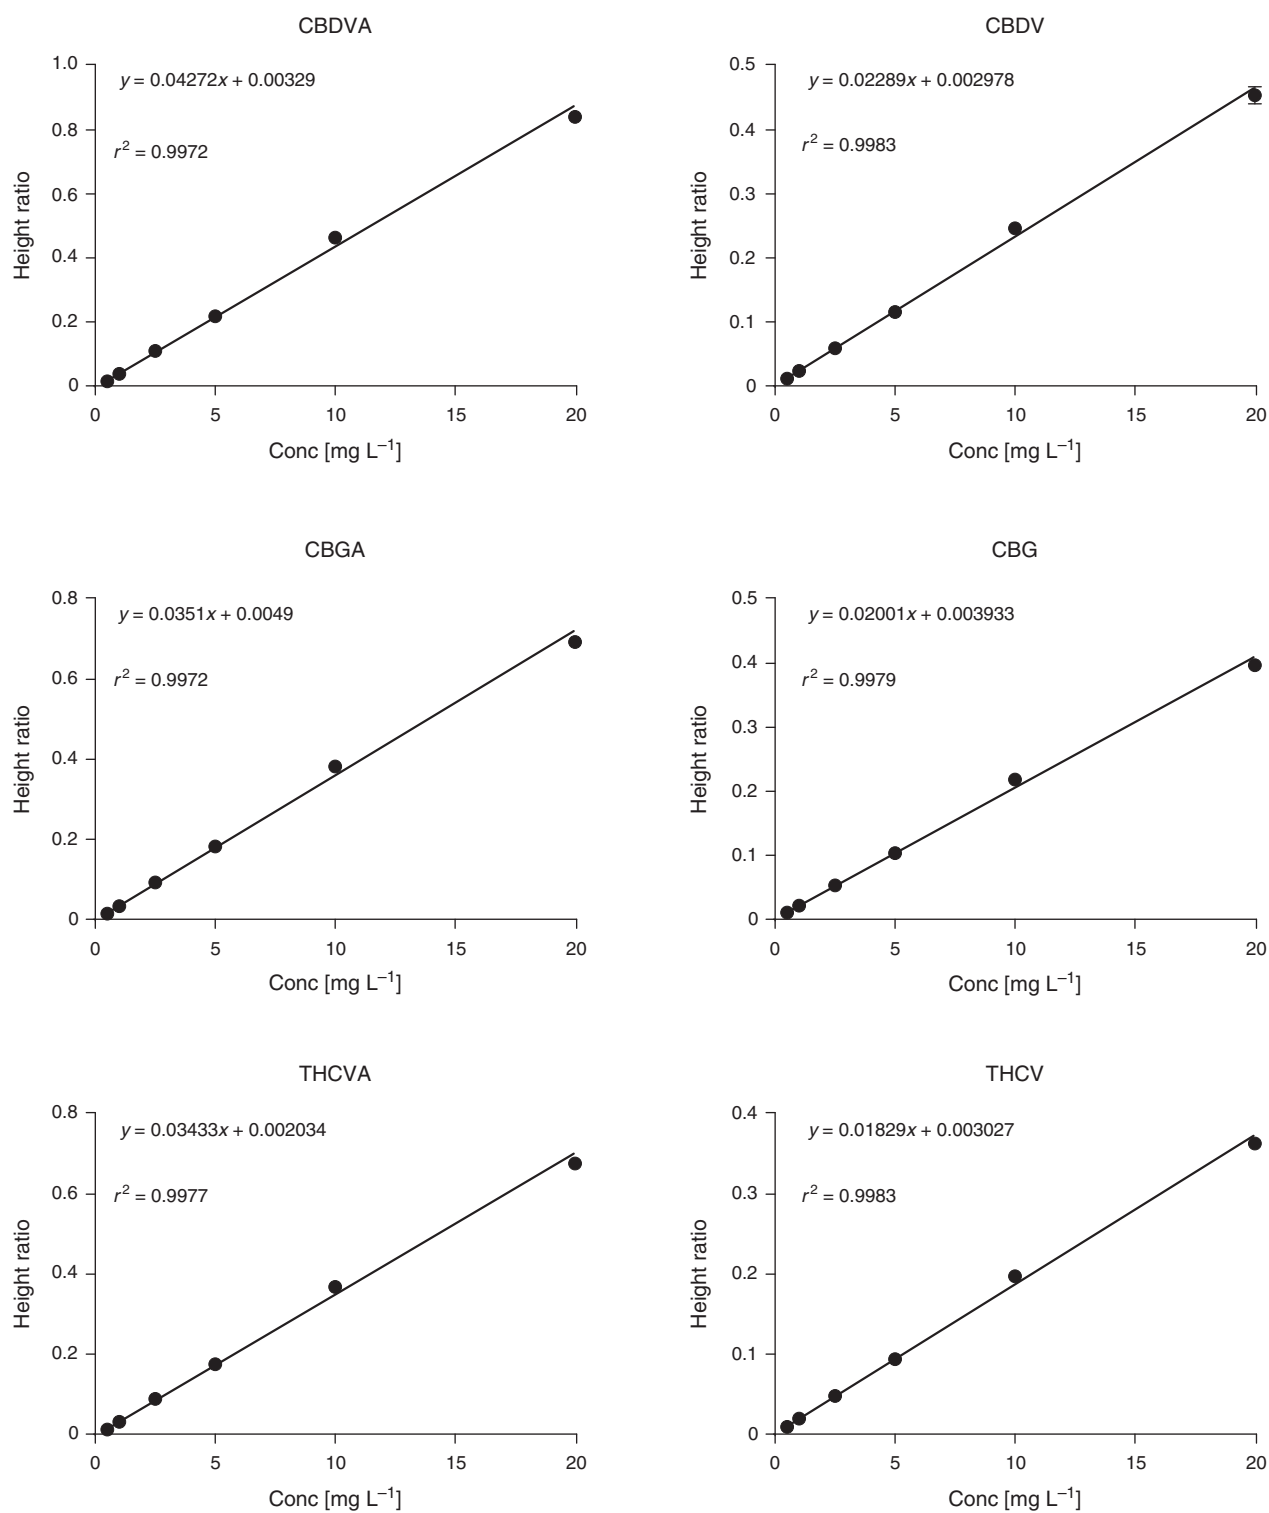 CBDVA
y = 0.04272x + 0.00329
r² = 0.9972
1.0
0.8
0.6
0.4
0.2
0
Height ratio
0 5 10 15 20
Conc [mg L⁻¹]
CBDV
y = 0.02289x + 0.002978
r² = 0.9983
0.5
0.4
0.3
0.2
0.1
0
Height ratio
0 5 10 15 20
Conc [mg L⁻¹]
CBGA
y = 0.0351x + 0.0049
r² = 0.9972
0.8
0.6
0.4
0.2
0
Height ratio
0 5 10 15 20
Conc [mg L⁻¹]
CBG
y = 0.02001x + 0.003933
r² = 0.9979
0.5
0.4
0.3
0.2
0.1
0
Height ratio
0 5 10 15 20
Conc [mg L⁻¹]
THCVA
y = 0.03433x + 0.002034
r² = 0.9977
0.8
0.6
0.4
0.2
0
Height ratio
0 5 10 15 20
Conc [mg L⁻¹]
THCV
y = 0.01829x + 0.003027
r² = 0.9983
0.4
0.3
0.2
0.1
0
Height ratio
0 5 10 15 20
Conc [mg L⁻¹]